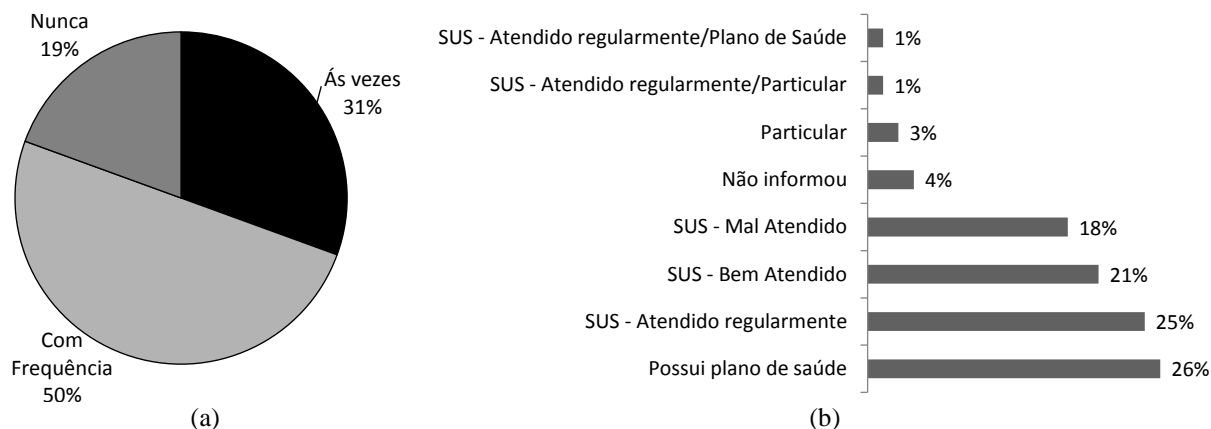 Nunca
19%
Ás vezes
31%
Com
Frequência
50%
(a)
SUS - Atendido regularmente/Plano de Saúde 1%
SUS - Atendido regularmente/Particular 1%
Particular 3%
Não informou 4%
SUS - Mal Atendido 18%
SUS - Bem Atendido 21%
SUS - Atendido regularmente 25%
Possui plano de saúde 26%
(b)